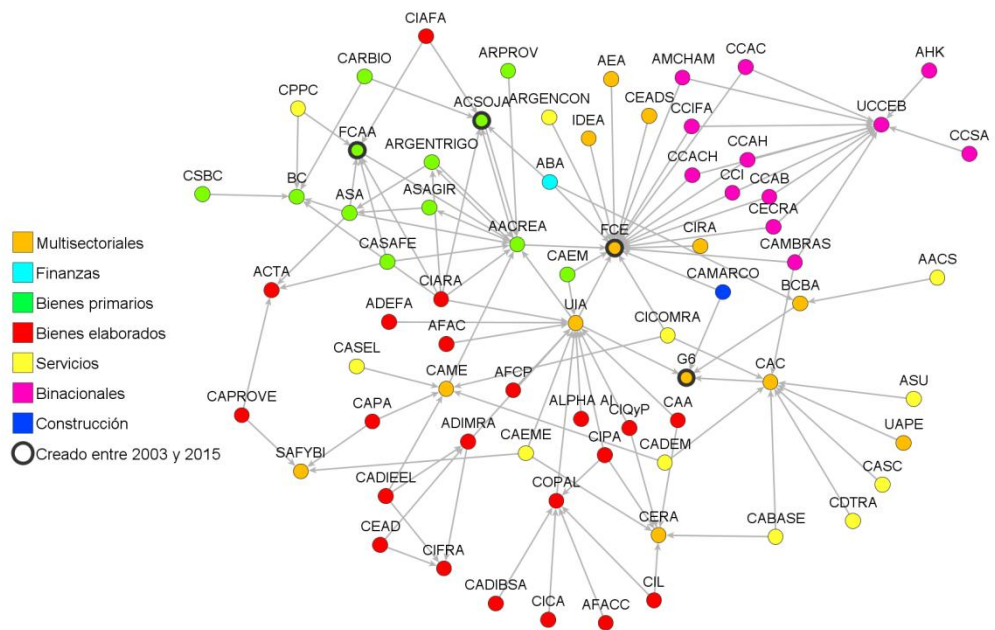 CIAFA
CARBIO
ARPROV
AEA
AMCHAM
CCAC
AHK
CPPC
ACSOJA
ARGENCON
CEADS
IDEA
CCIFA
UCCEB
FCAA
ARGENTRIGO
ABA
CCACH
CCAH
CCSA
CSBC
BC
ASA
ASAGIR
CCI
CCAB
CECRA
AACREA
FCE
CIRA
CAMBRAS
Multisectoriales
CASAFE
CAEM
CAMARCO
AACS
Finanzas
ACTA
CIARA
BCBA
Bienes primarios
ADEFA
UIA
CICOMRA
Bienes elaborados
AFAC
G6
CAC
Servicios
CASEL
CAME
AFCP
ASU
Binacionales
CAPROVE
CAPA
ADIMRA
ALPHA AL
CIQyP
CAA
UAPE
Construcción
CAEME
CIPA
CADEM
CASC
Creado entre 2003 y 2015
SAFYBI
CADIEEL
COPAL
CERA
CDTRA
CABASE
CEAD
CIFRA
CADIBSA
CICA
AFACC
CIL